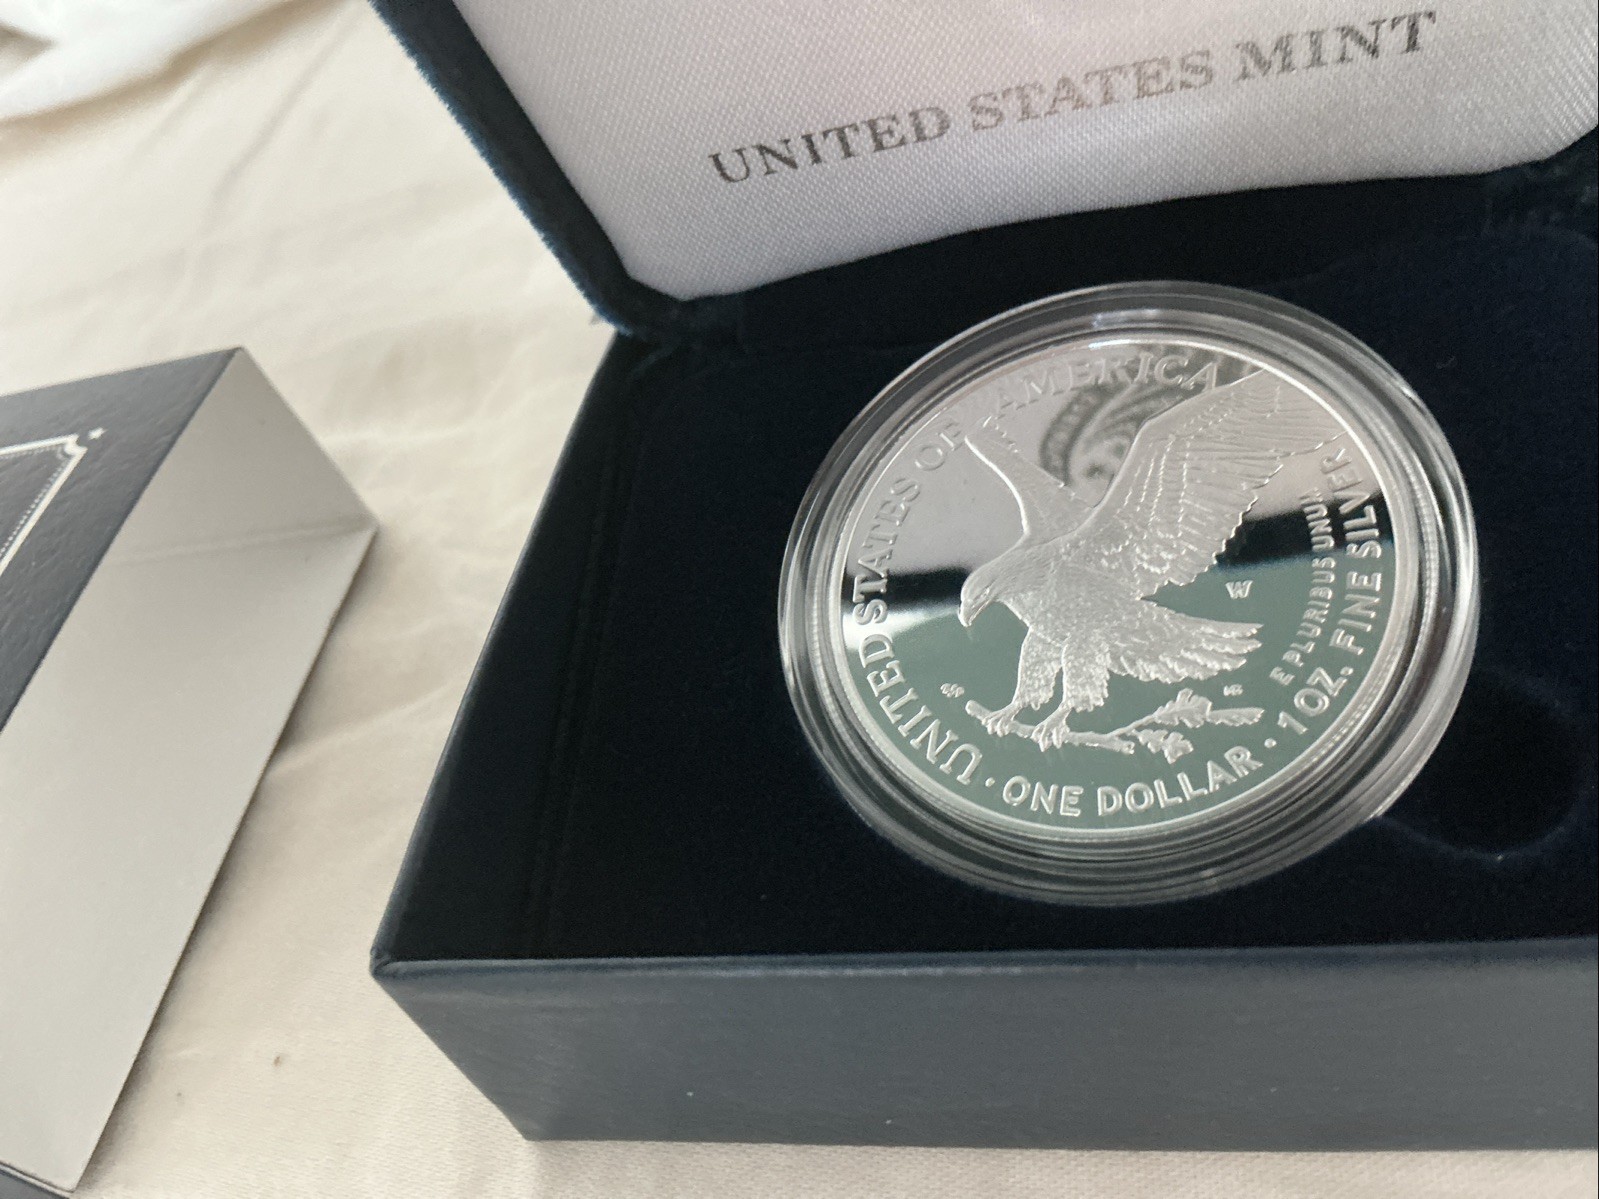 UNITED STATES MINT
UNITED STATES OF AMERICA
W
E PLURIBUS UNUM
1 OZ. FINE SILVER
· ONE DOLLAR ·